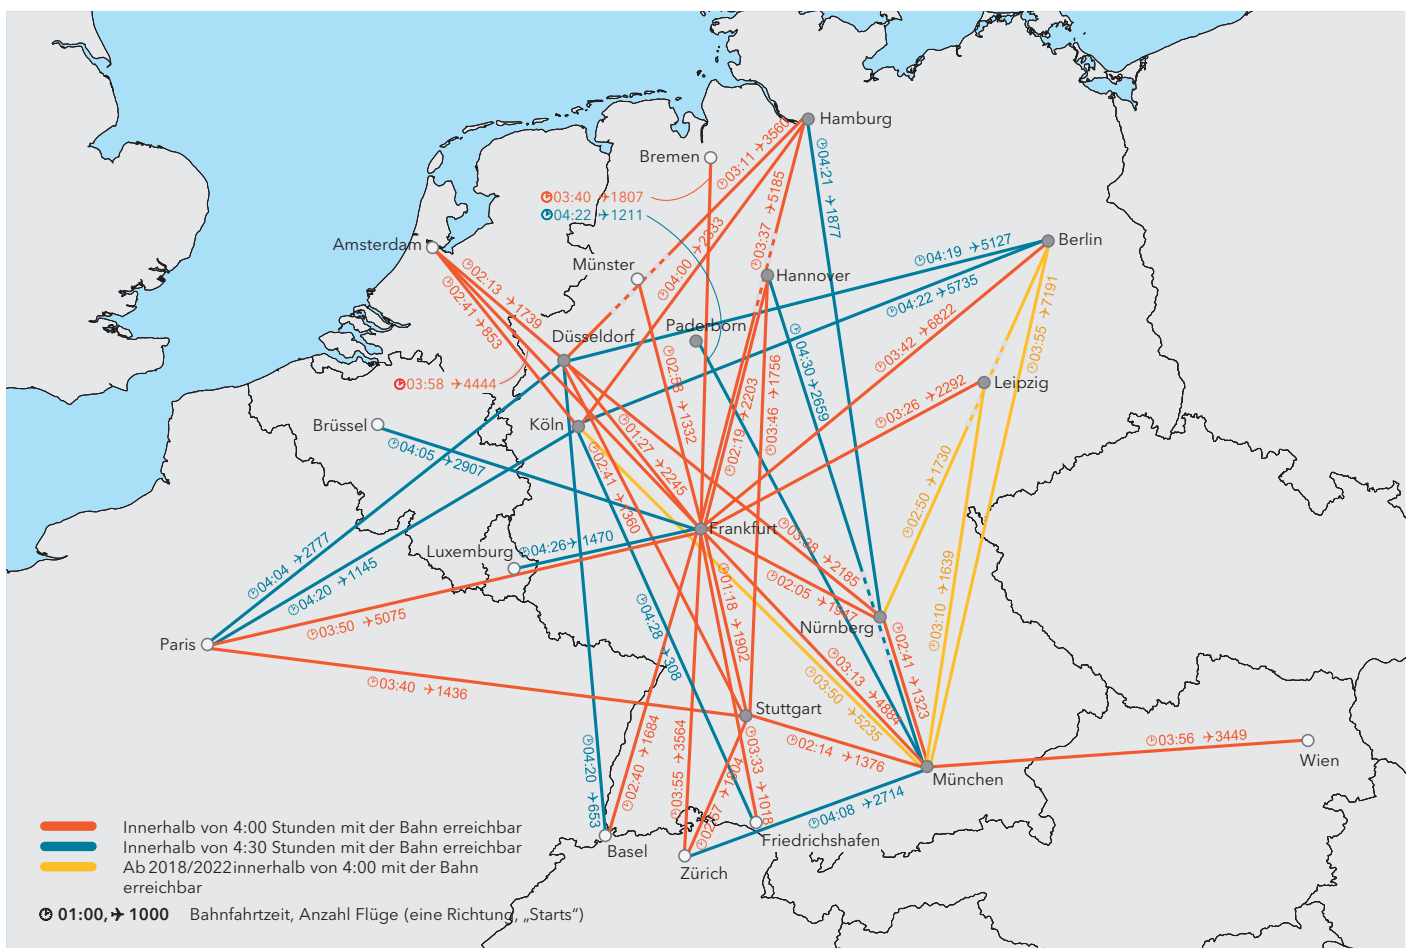 Hamburg
Bremen
03:11 ✈3560
04:21 ✈1877
03:40 ✈1807
04:22 ✈1211
03:37 ✈5185
04:00 ✈2333
Amsterdam
Berlin
04:19 ✈5127
Münster
Hannover
02:13 ✈1739
02:41 ✈853
04:22 ✈5735
03:55 ✈7191
03:42 ✈6822
Paderborn
Düsseldorf
04:30 ✈2659
02:53 ✈1332
03:58 ✈4444
Leipzig
03:26 ✈2292
02:19 ✈2203
03:46 ✈1756
Brüssel
Köln
04:05 ✈2907
01:27 ✈2245
02:41 ✈1360
02:50 ✈1730
Frankfurt
Luxemburg
04:26 ✈1470
03:38 ✈2185
04:04 ✈2777
04:20 ✈1145
02:05 ✈1947
01:18 ✈1902
03:10 ✈1639
03:50 ✈5075
Nürnberg
Paris
04:28 ✈308
02:41 ✈1323
03:13 ✈4884
03:50 ✈5235
03:40 ✈1436
Stuttgart
02:14 ✈1376
03:56 ✈3449
Wien
München
02:40 ✈1684
03:55 ✈3564
03:33 ✈1018
04:20 ✈653
04:08 ✈2714
Friedrichshafen
Basel
Zürich
Innerhalb von 4:00 Stunden mit der Bahn erreichbar
Innerhalb von 4:30 Stunden mit der Bahn erreichbar
Ab 2018/2022innerhalb von 4:00 mit der Bahn
erreichbar
01:00, ✈ 1000 Bahnfahrtzeit, Anzahl Flüge (eine Richtung, „Starts“)